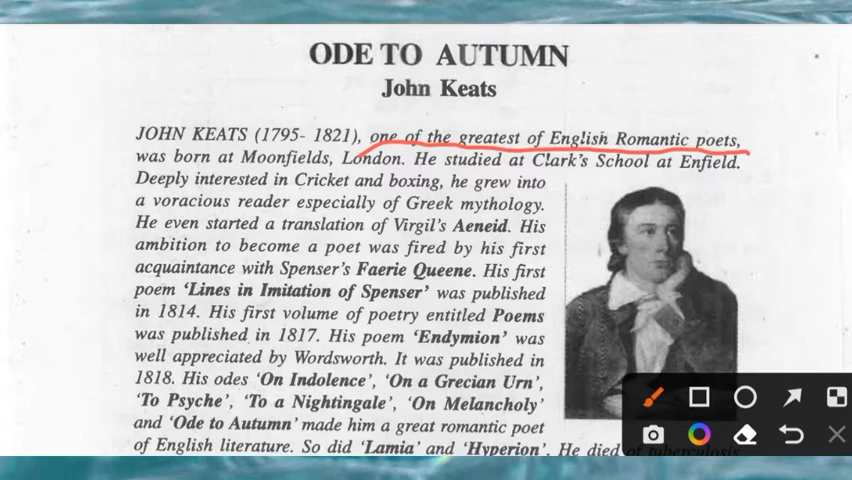 ODE TO AUTUMN
John Keats
JOHN KEATS (1795- 1821), one of the greatest of English Romantic poets,
was born at Moonfields, London. He studied at Clark's School at Enfield.
Deeply interested in Cricket and boxing, he grew into
a voracious reader especially of Greek mythology.
He even started a translation of Virgil's Aeneid. His
ambition to become a poet was fired by his first
acquaintance with Spenser's Faerie Queene. His first
poem 'Lines in Imitation of Spenser' was published
in 1814. His first volume of poetry entitled Poems
was published in 1817. His poem 'Endymion' was
well appreciated by Wordsworth. It was published in
1818. His odes 'On Indolence', 'On a Grecian Urn',
'To Psyche', 'To a Nightingale', 'On Melancholy'
and 'Ode to Autumn' made him a great romantic poet
of English literature. So did 'Lamia' and 'Hyperion'. He died of tuberculosis